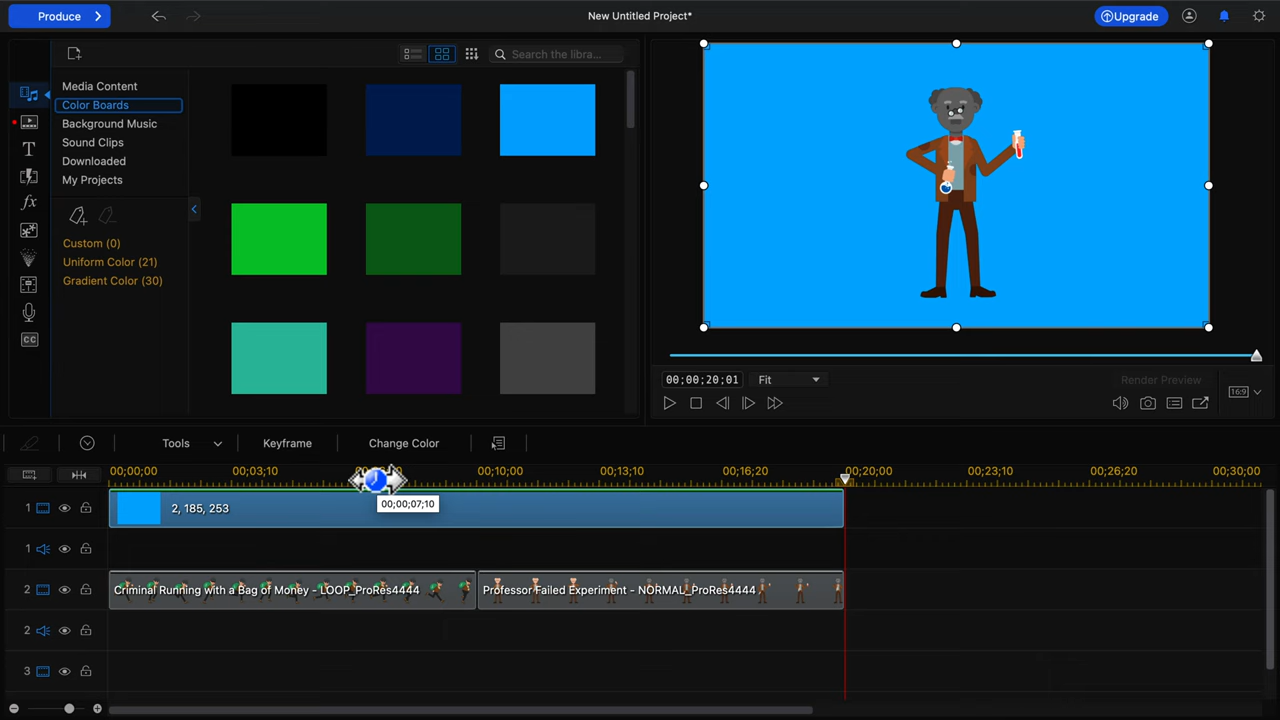 Produce
New Untitled Project*
Upgrade
Search the libra...
Media Content
Color Boards
Background Music
Sound Clips
Downloaded
My Projects
Custom (0)
Uniform Color (21)
Gradient Color (30)
T
fx
CC
00;00;20;01
Fit
Render Preview
16:9
Tools
Keyframe
Change Color
00;00;00
00;03;10
00;10;00
00;13;10
00;16;20
00;20;00
00;23;10
00;26;20
00;30;00
00;00;07;10
1
2, 185, 253
1
2
Criminal Running with a Bag of Money - LOOP_ProRes4444
Professor Failed Experiment - NORMAL_ProRes4444
2
3